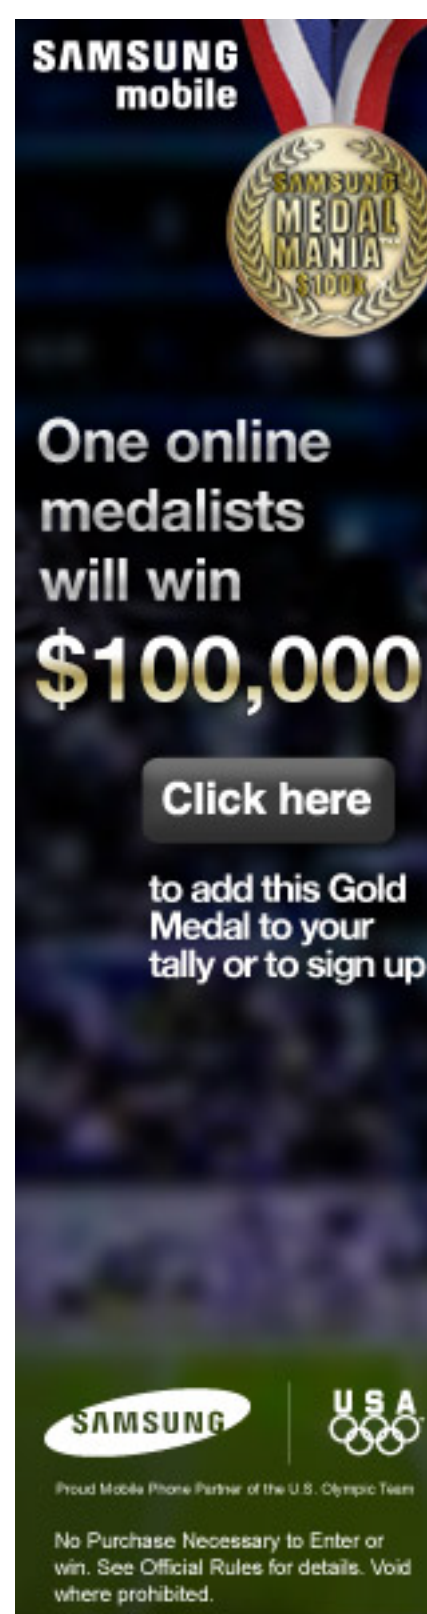 SAMSUNG
mobile
SAMSUNG
MEDAL
MANIA™
$100k
One online
medalists
will win
$100,000
Click here
to add this Gold
Medal to your
tally or to sign up
SAMSUNG
USA
Proud Mobile Phone Partner of the U.S. Olympic Team
No Purchase Necessary to Enter or
win. See Official Rules for details. Void
where prohibited.